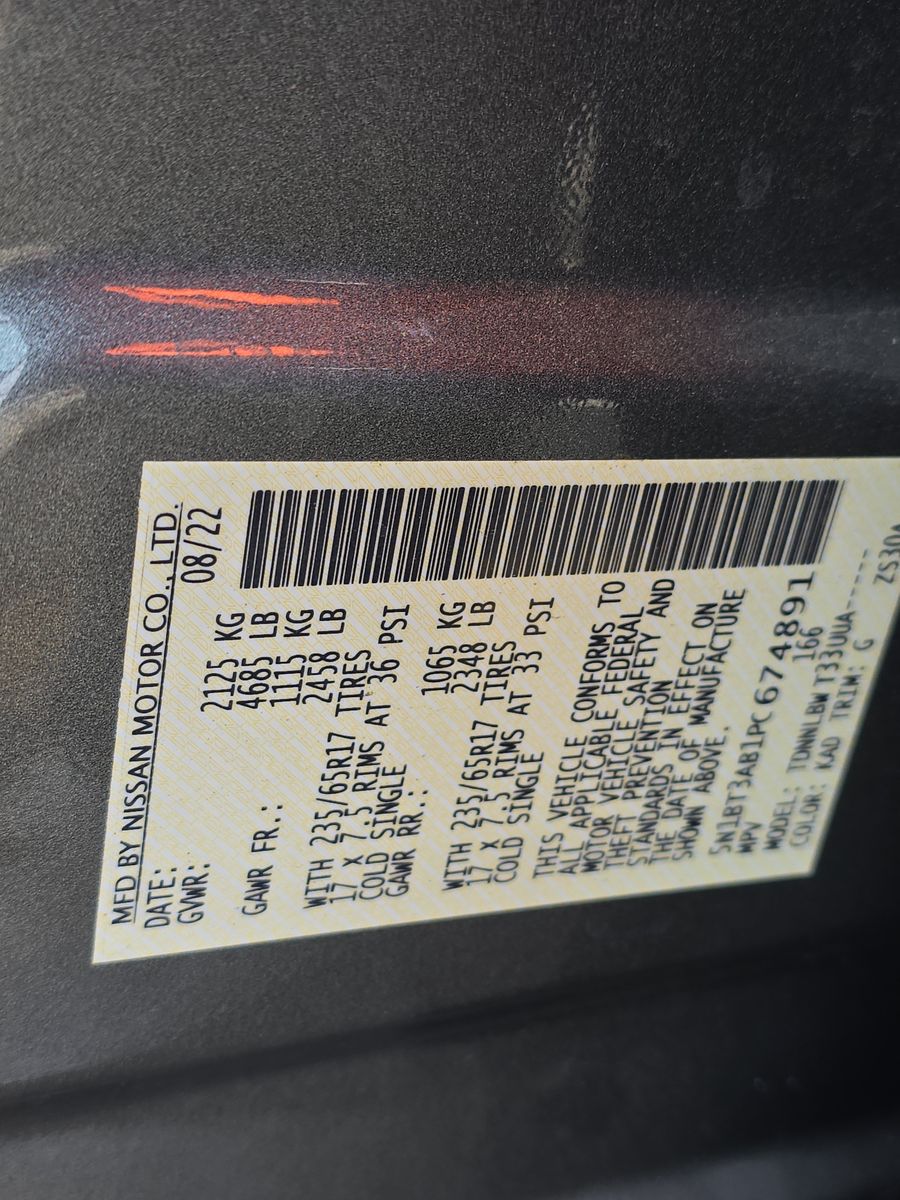 MFD BY NISSAN MOTOR CO., LTD.
DATE: 08/22
GVWR: 2125 KG
4685 LB
GAWR FR.: 1115 KG
2458 LB
WITH 235/65R17 TIRES
17 X 7.5 RIMS AT 36 PSI
COLD SINGLE
GAWR RR.: 1065 KG
2348 LB
WITH 235/65R17 TIRES
17 X 7.5 RIMS AT 33 PSI
COLD SINGLE
THIS VEHICLE CONFORMS TO
ALL APPLICABLE FEDERAL
MOTOR VEHICLE SAFETY AND
THEFT PREVENTION
STANDARDS IN EFFECT ON
THE DATE OF MANUFACTURE
SHOWN ABOVE.
5N1BT3AB1PC674891
MPV 166
MODEL: TDNNLBWT33UUA-----
COLOR: KAD TRIM: G ZS30A